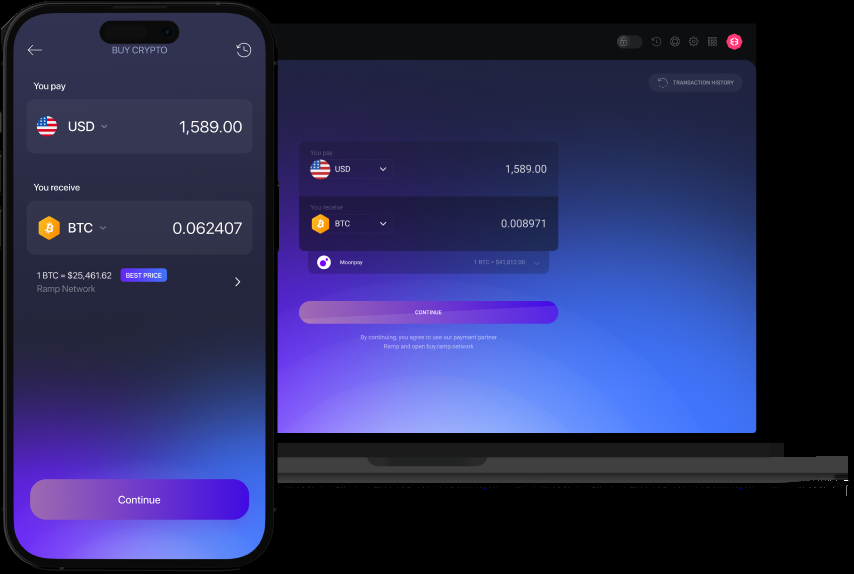 BUY CRYPTO
You pay
USD
1,589.00
You receive
BTC
0.062407
1 BTC = $25,461.62
BEST PRICE
Ramp Network
Continue
TRANSACTION HISTORY
You pay
USD
1,589.00
You receive
BTC
0.008971
Moonpay
1 BTC = $41,612.00
CONTINUE
By continuing, you agree to use our payment partner
Ramp and open buy.ramp.network